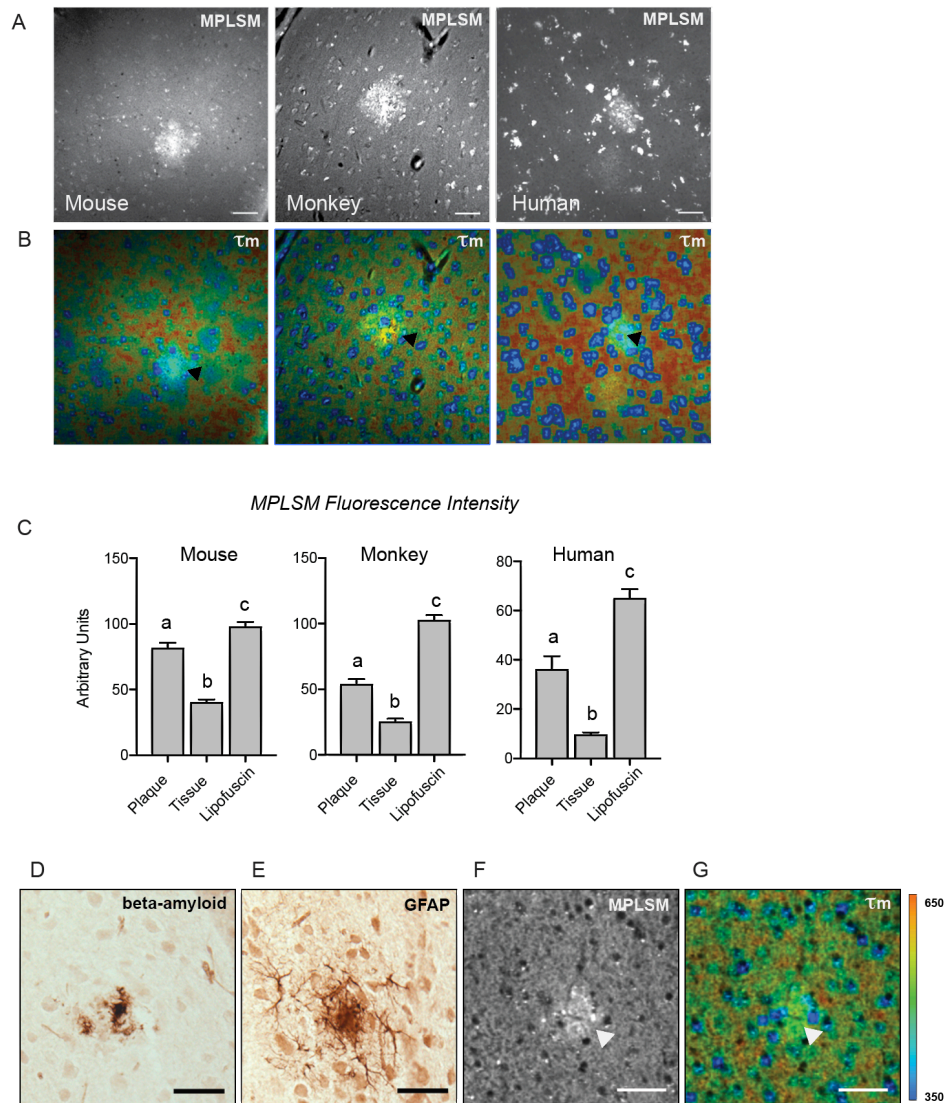 A
MPLSM
MPLSM
MPLSM
Mouse
Monkey
Human
B
τm
τm
τm
MPLSM Fluorescence Intensity
C
Mouse
Monkey
Human
Arbitrary Units
150
100
50
0
a
b
c
Plaque
Tissue
Lipofuscin
150
100
50
0
a
b
c
Plaque
Tissue
Lipofuscin
80
60
40
20
0
a
b
c
Plaque
Tissue
Lipofuscin
D
E
F
G
beta-amyloid
GFAP
MPLSM
τm
650
350